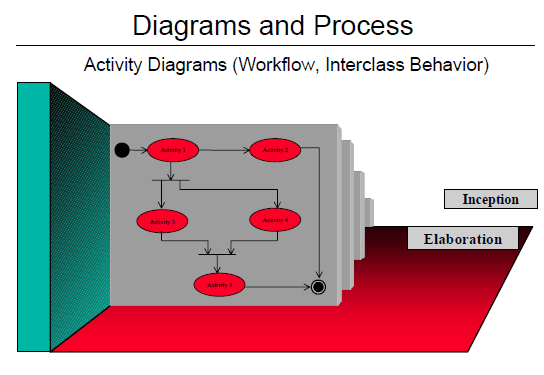 Diagrams and Process
Activity Diagrams (Workflow, Interclass Behavior)
Activity 1
Activity 2
Inception
Activity 3
Activity 4
Elaboration
Activity 5